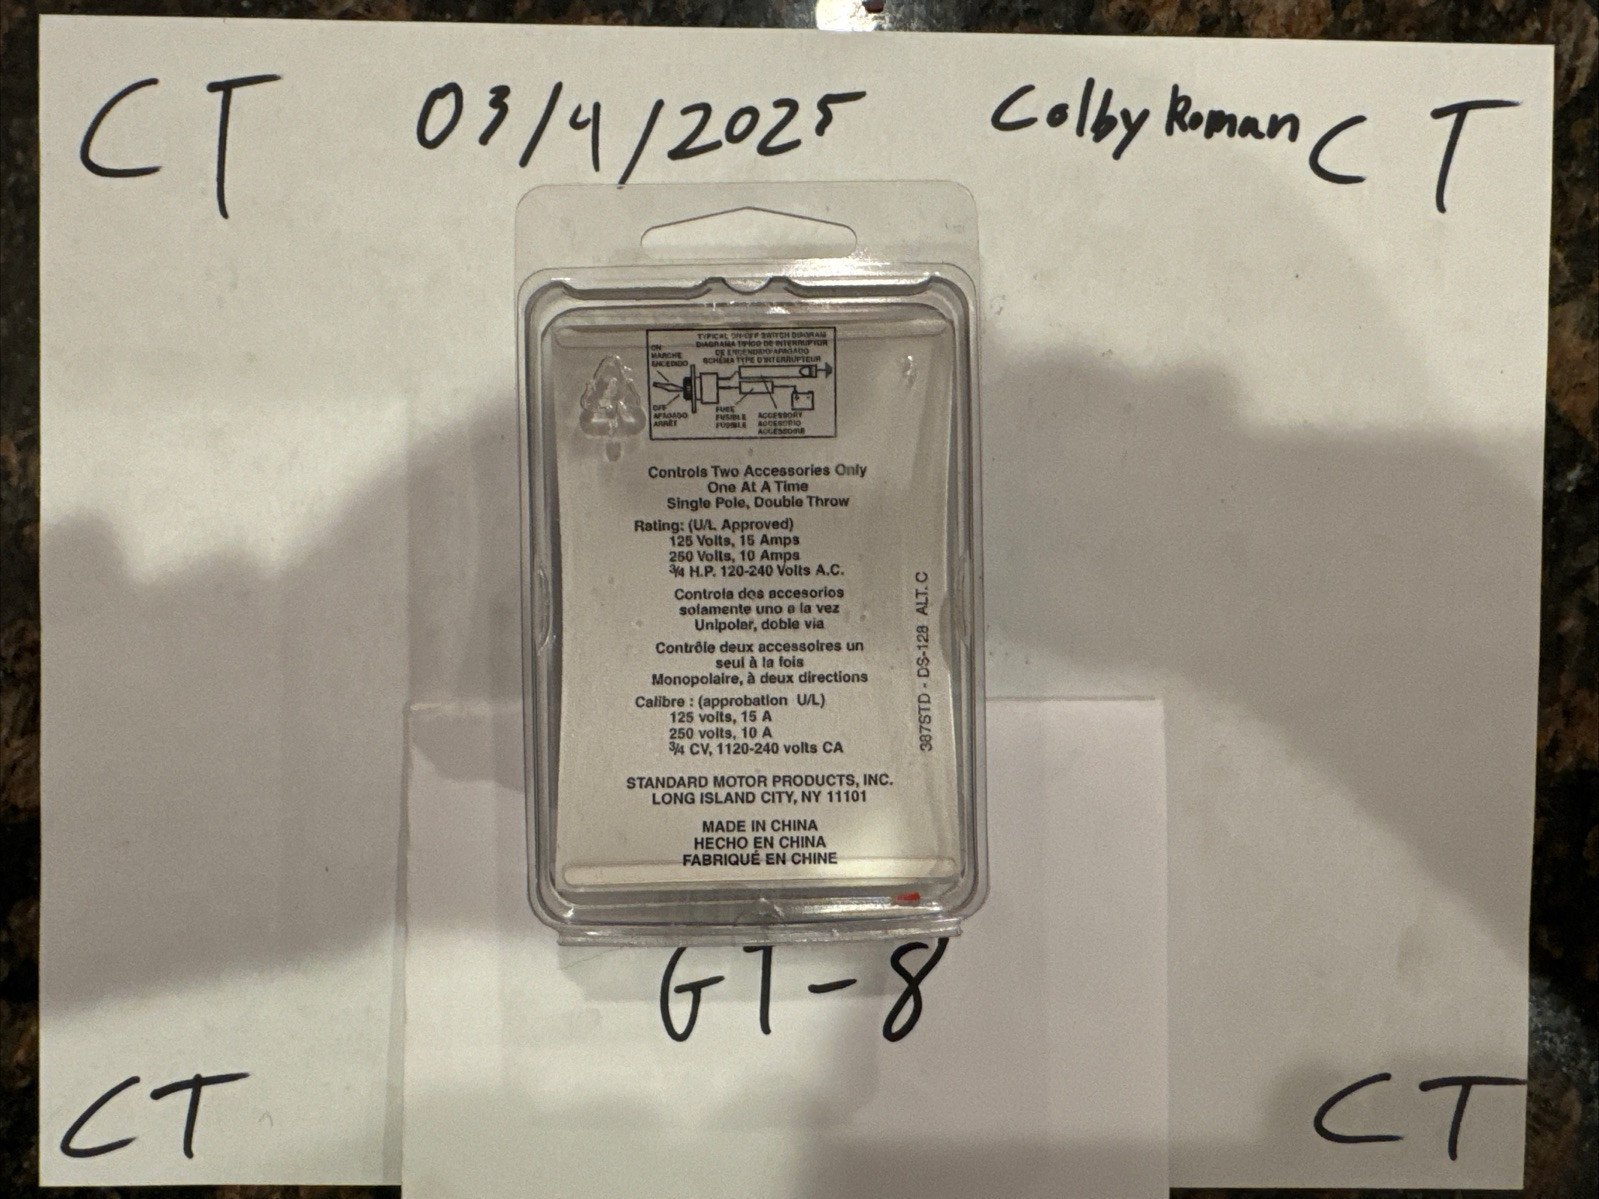 CT 03/4/2025 Colby Roman CT
TYPICAL ON-OFF SWITCH DIAGRAM
DIAGRAMA TIPICO DE INTERRUPTOR
DE ENCENDIDO/APAGADO
SCHÉMA TYPE D'INTERRUPTEUR
ON
MARCHE
ENCEDIDO
OFF
APAGADO
ARRÊT
FUSE
FUSIBLE
FUSIBLE
ACCESSORY
ACCESORIO
ACCESSOIRE
Controls Two Accessories Only
One At A Time
Single Pole, Double Throw
Rating: (U/L Approved)
125 Volts, 15 Amps
250 Volts, 10 Amps
¾ H.P. 120-240 Volts A.C.
Controla dos accesorios
solamente uno a la vez
Unipolar, doble via
Contrôle deux accessoires un
seul à la fois
Monopolaire, à deux directions
Calibre : (approbation U/L)
125 volts, 15 A
250 volts, 10 A
¾ CV, 1120-240 volts CA
387STD - DS-128 ALT. C
STANDARD MOTOR PRODUCTS, INC.
LONG ISLAND CITY, NY 11101
MADE IN CHINA
HECHO EN CHINA
FABRIQUÉ EN CHINE
G1-8
CT CT